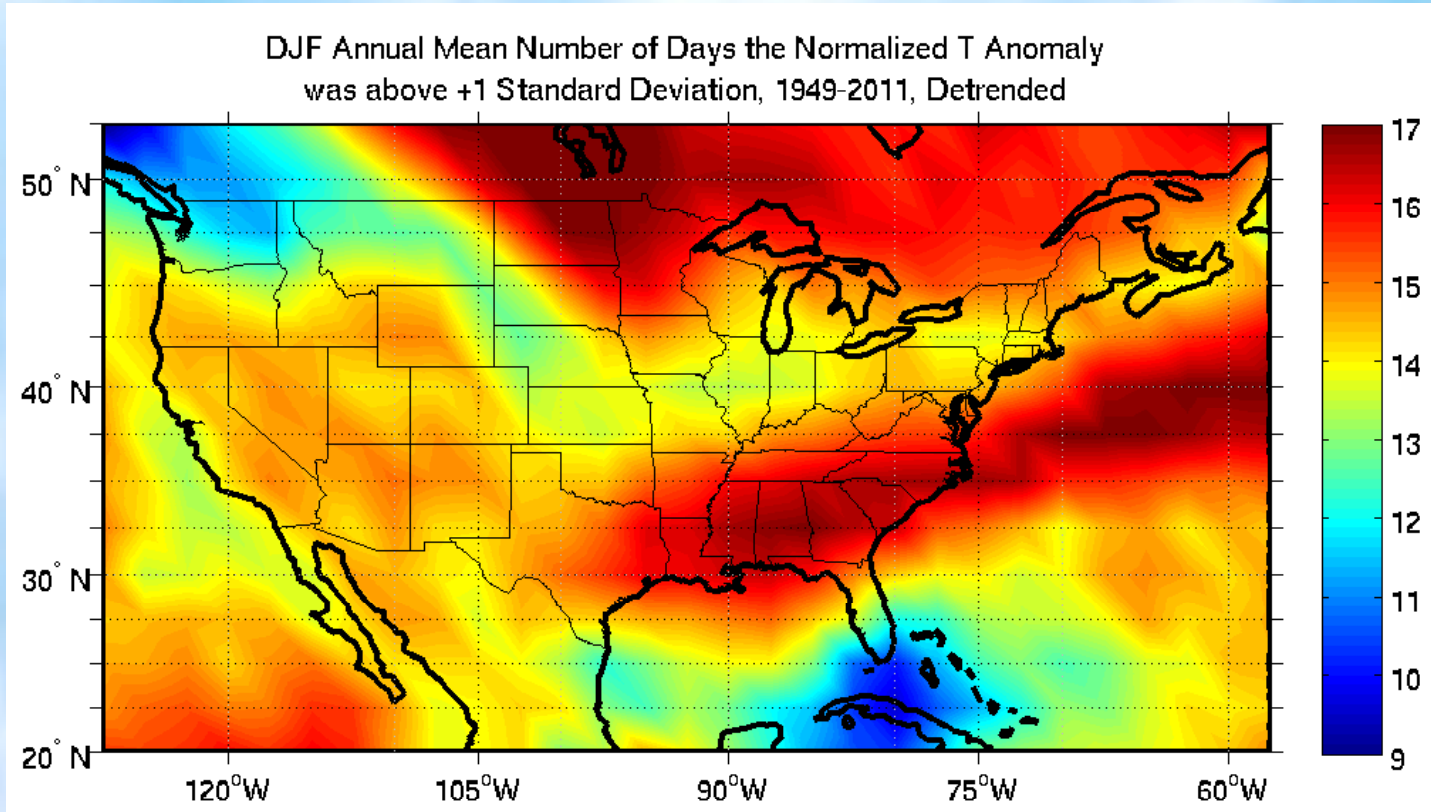 DJF Annual Mean Number of Days the Normalized T Anomaly
was above +1 Standard Deviation, 1949-2011, Detrended
50° N
40° N
30° N
20° N
120°W
105°W
90°W
75°W
60°W
17
16
15
14
13
12
11
10
9